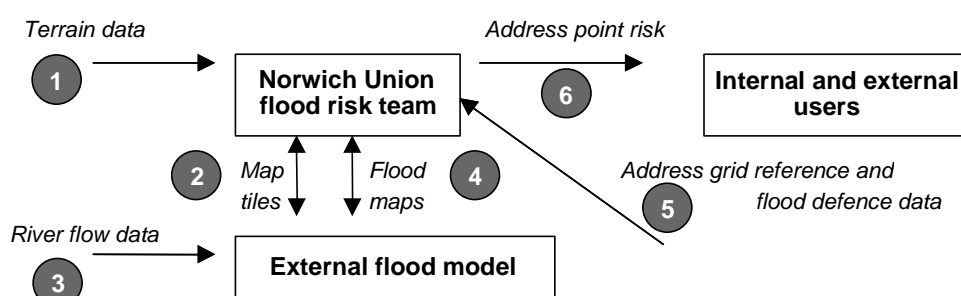 Terrain data
1
Norwich Union
flood risk team
Address point risk
6
Internal and external
users
2
Map
tiles
Flood
maps
4
Address grid reference and
flood defence data
5
River flow data
3
External flood model